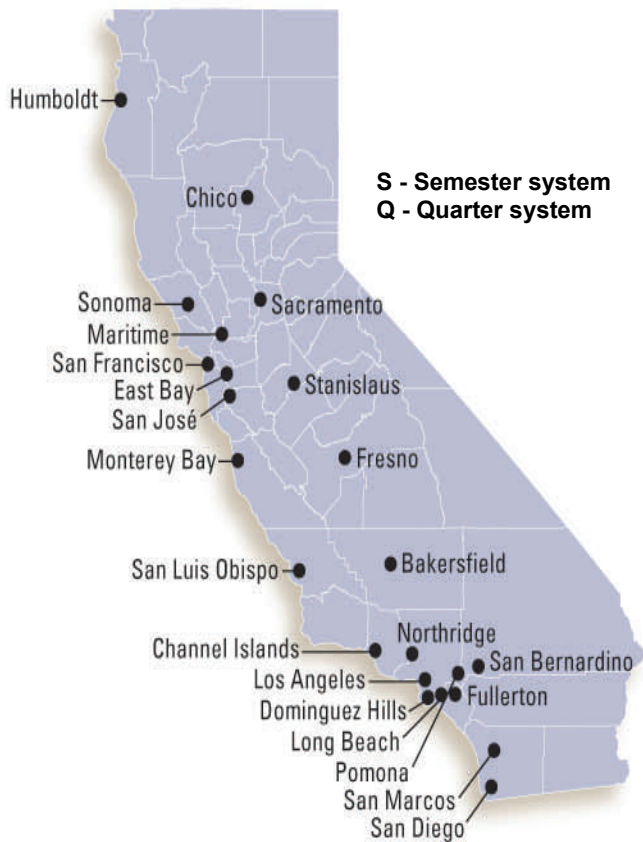 Humboldt
Chico
S - Semester system
Q - Quarter system
Sonoma
Sacramento
Maritime
San Francisco
East Bay
Stanislaus
San José
Monterey Bay
Fresno
San Luis Obispo
Bakersfield
Channel Islands
Northridge
San Bernardino
Los Angeles
Fullerton
Dominguez Hills
Long Beach
Pomona
San Marcos
San Diego